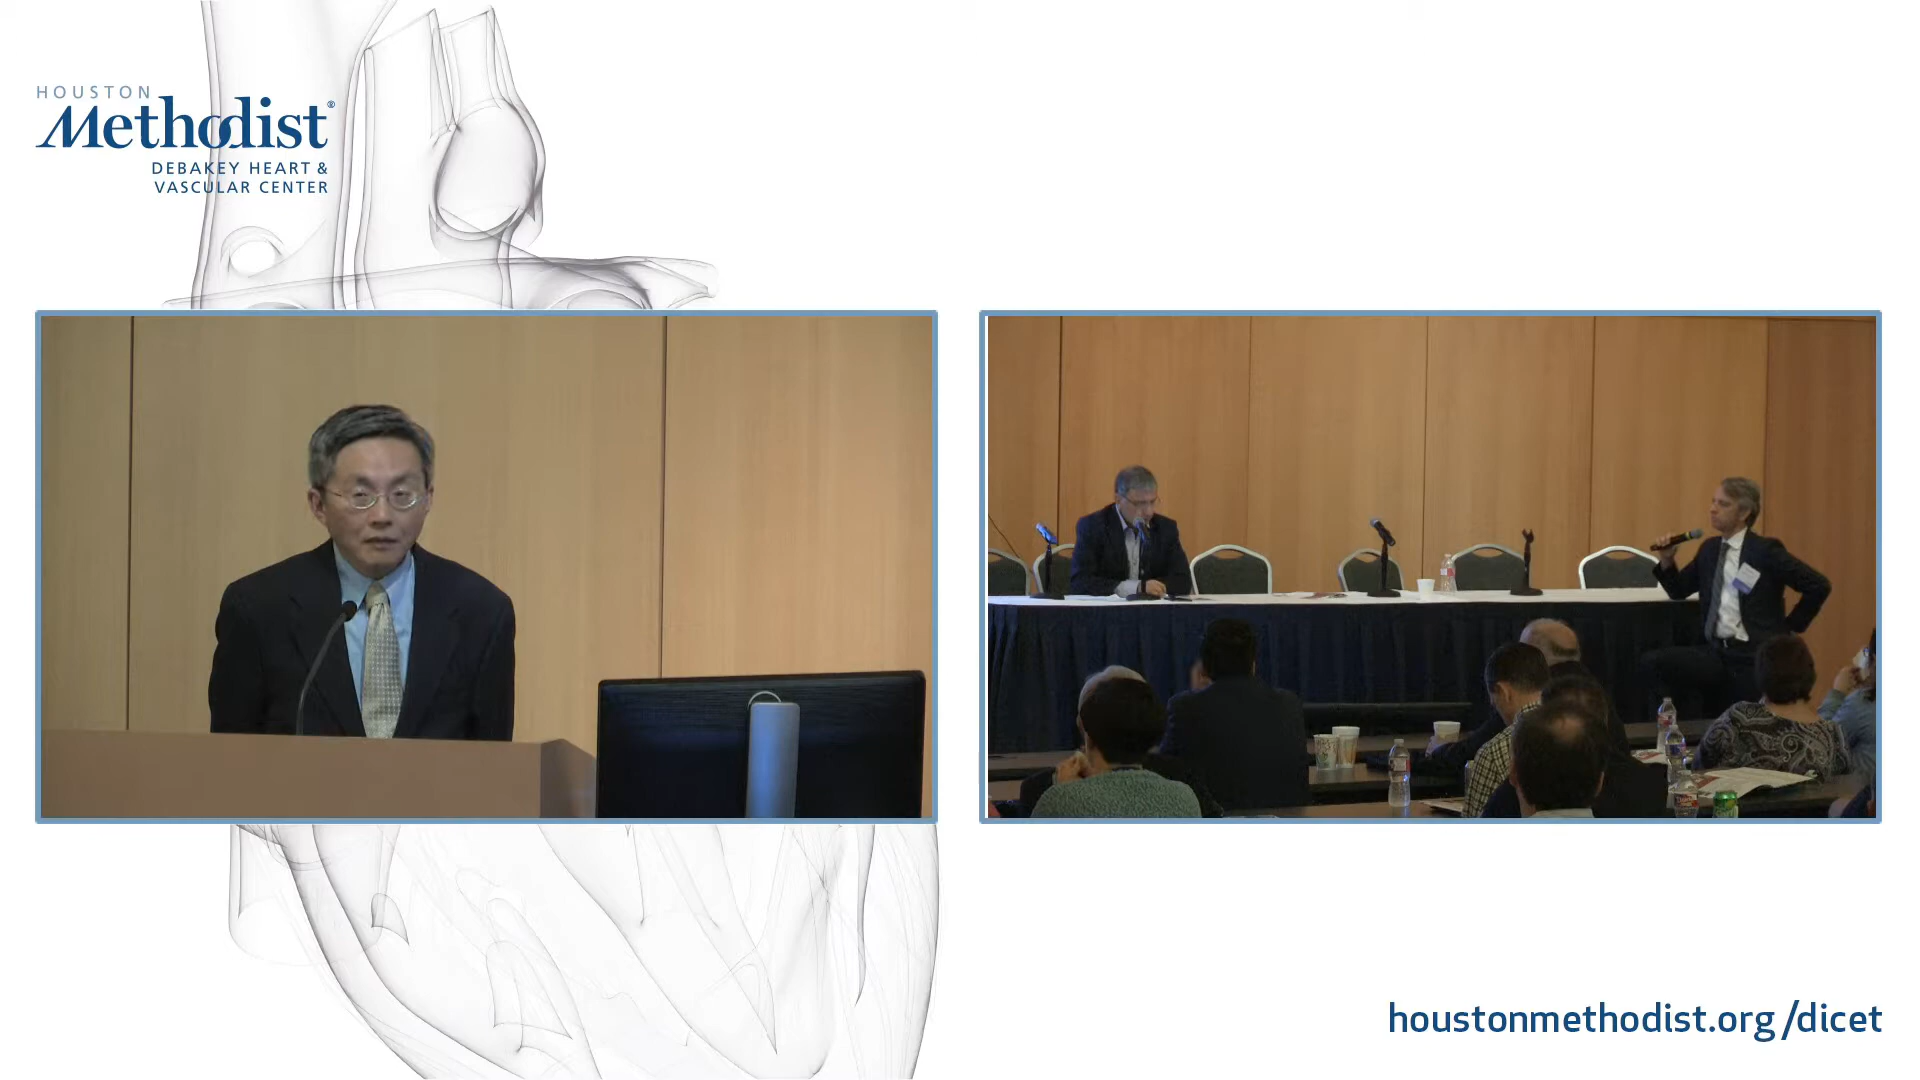 HOUSTON
Methodist®
DEBAKEY HEART &
VASCULAR CENTER
houstonmethodist.org/dicet